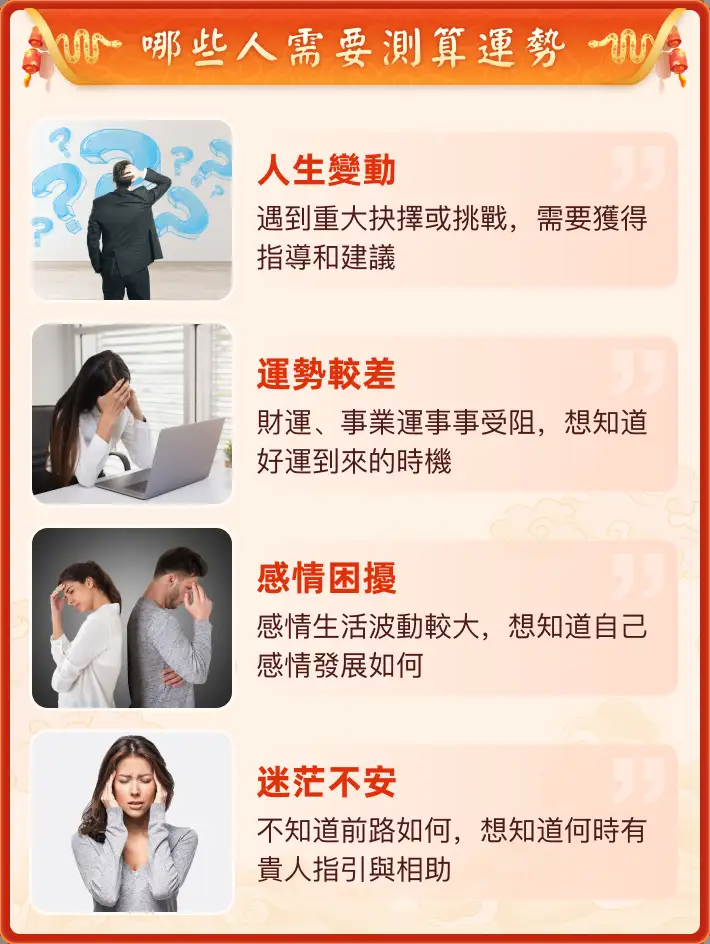 哪些人需要測算運勢
人生變動
遇到重大抉擇或挑戰，需要獲得
指導和建議
運勢較差
財運、事業運事事受阻，想知道
好運到來的時機
感情困擾
感情生活波動較大，想知道自己
感情發展如何
迷茫不安
不知道前路如何，想知道何時有
貴人指引與相助